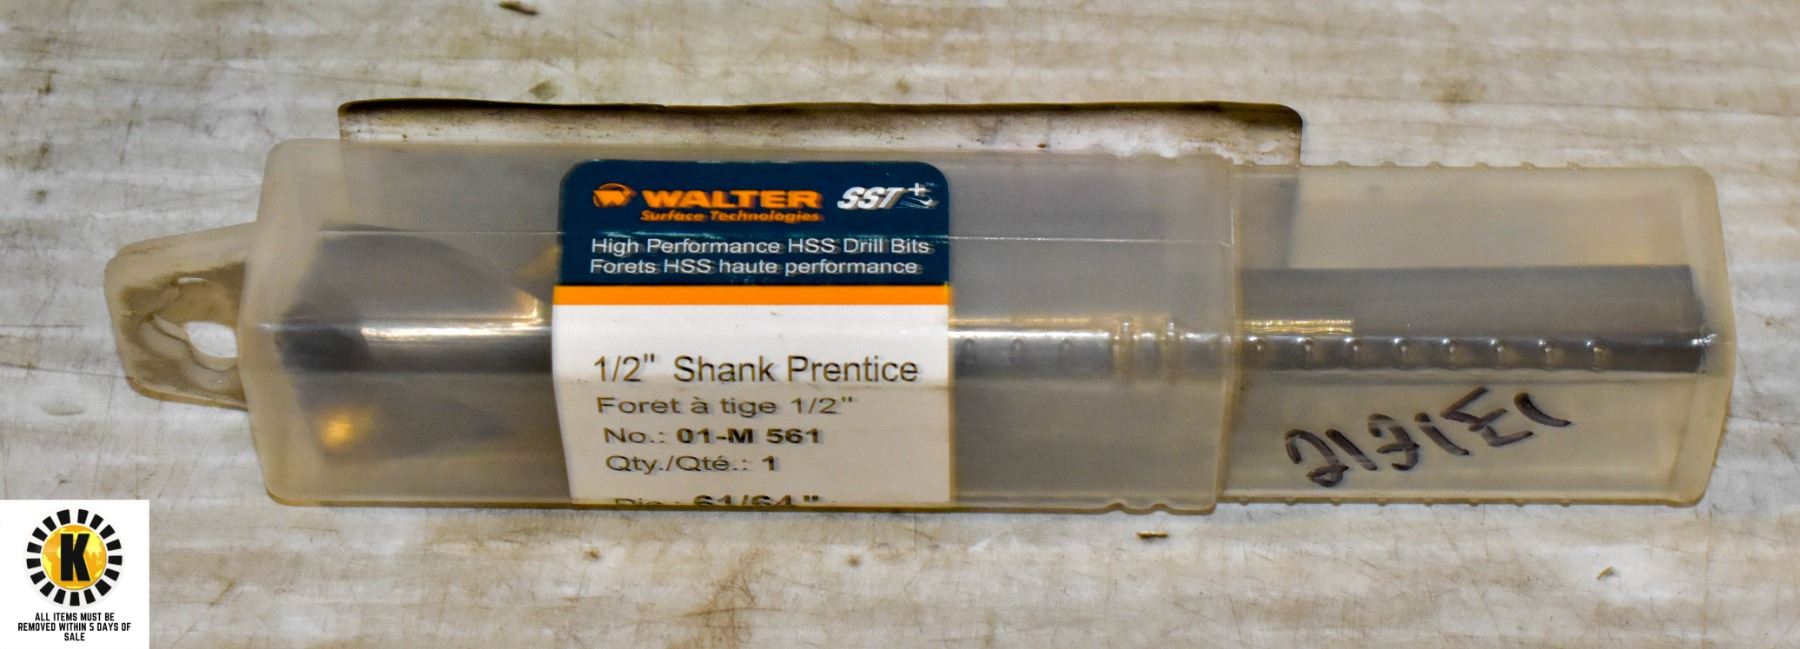 WALTER SST+
Surface Technologies
High Performance HSS Drill Bits
Forets HSS haute performance
1/2" Shank Prentice
Foret à tige 1/2"
No.: 01-M 561
Qty./Qté.: 1
Dia.: 61/64"
K
ALL ITEMS MUST BE
REMOVED WITHIN 5 DAYS OF
SALE